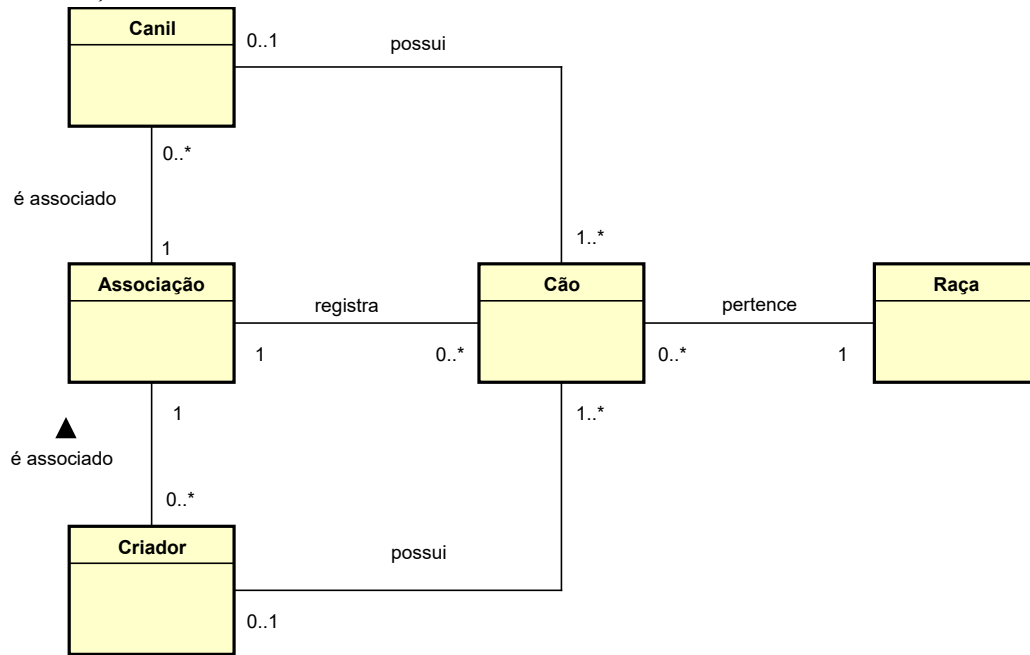 Canil
0..1
possui
0..*
é associado
1
1..*
Associação
registra
Cão
pertence
Raça
1
0..*
0..*
1
1
1..*
é associado
0..*
Criador
possui
0..1